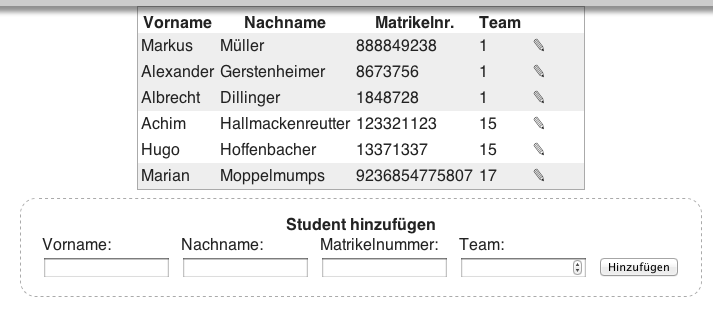 Vorname Nachname Matrikelnr. Team
Markus Müller 888849238 1
Alexander Gerstenheimer 8673756 1
Albrecht Dillinger 1848728 1
Achim Hallmackenreutter 123321123 15
Hugo Hoffenbacher 13371337 15
Marian Moppelmumps 9236854775807 17
Student hinzufügen
Vorname: Nachname: Matrikelnummer: Team:
Hinzufügen